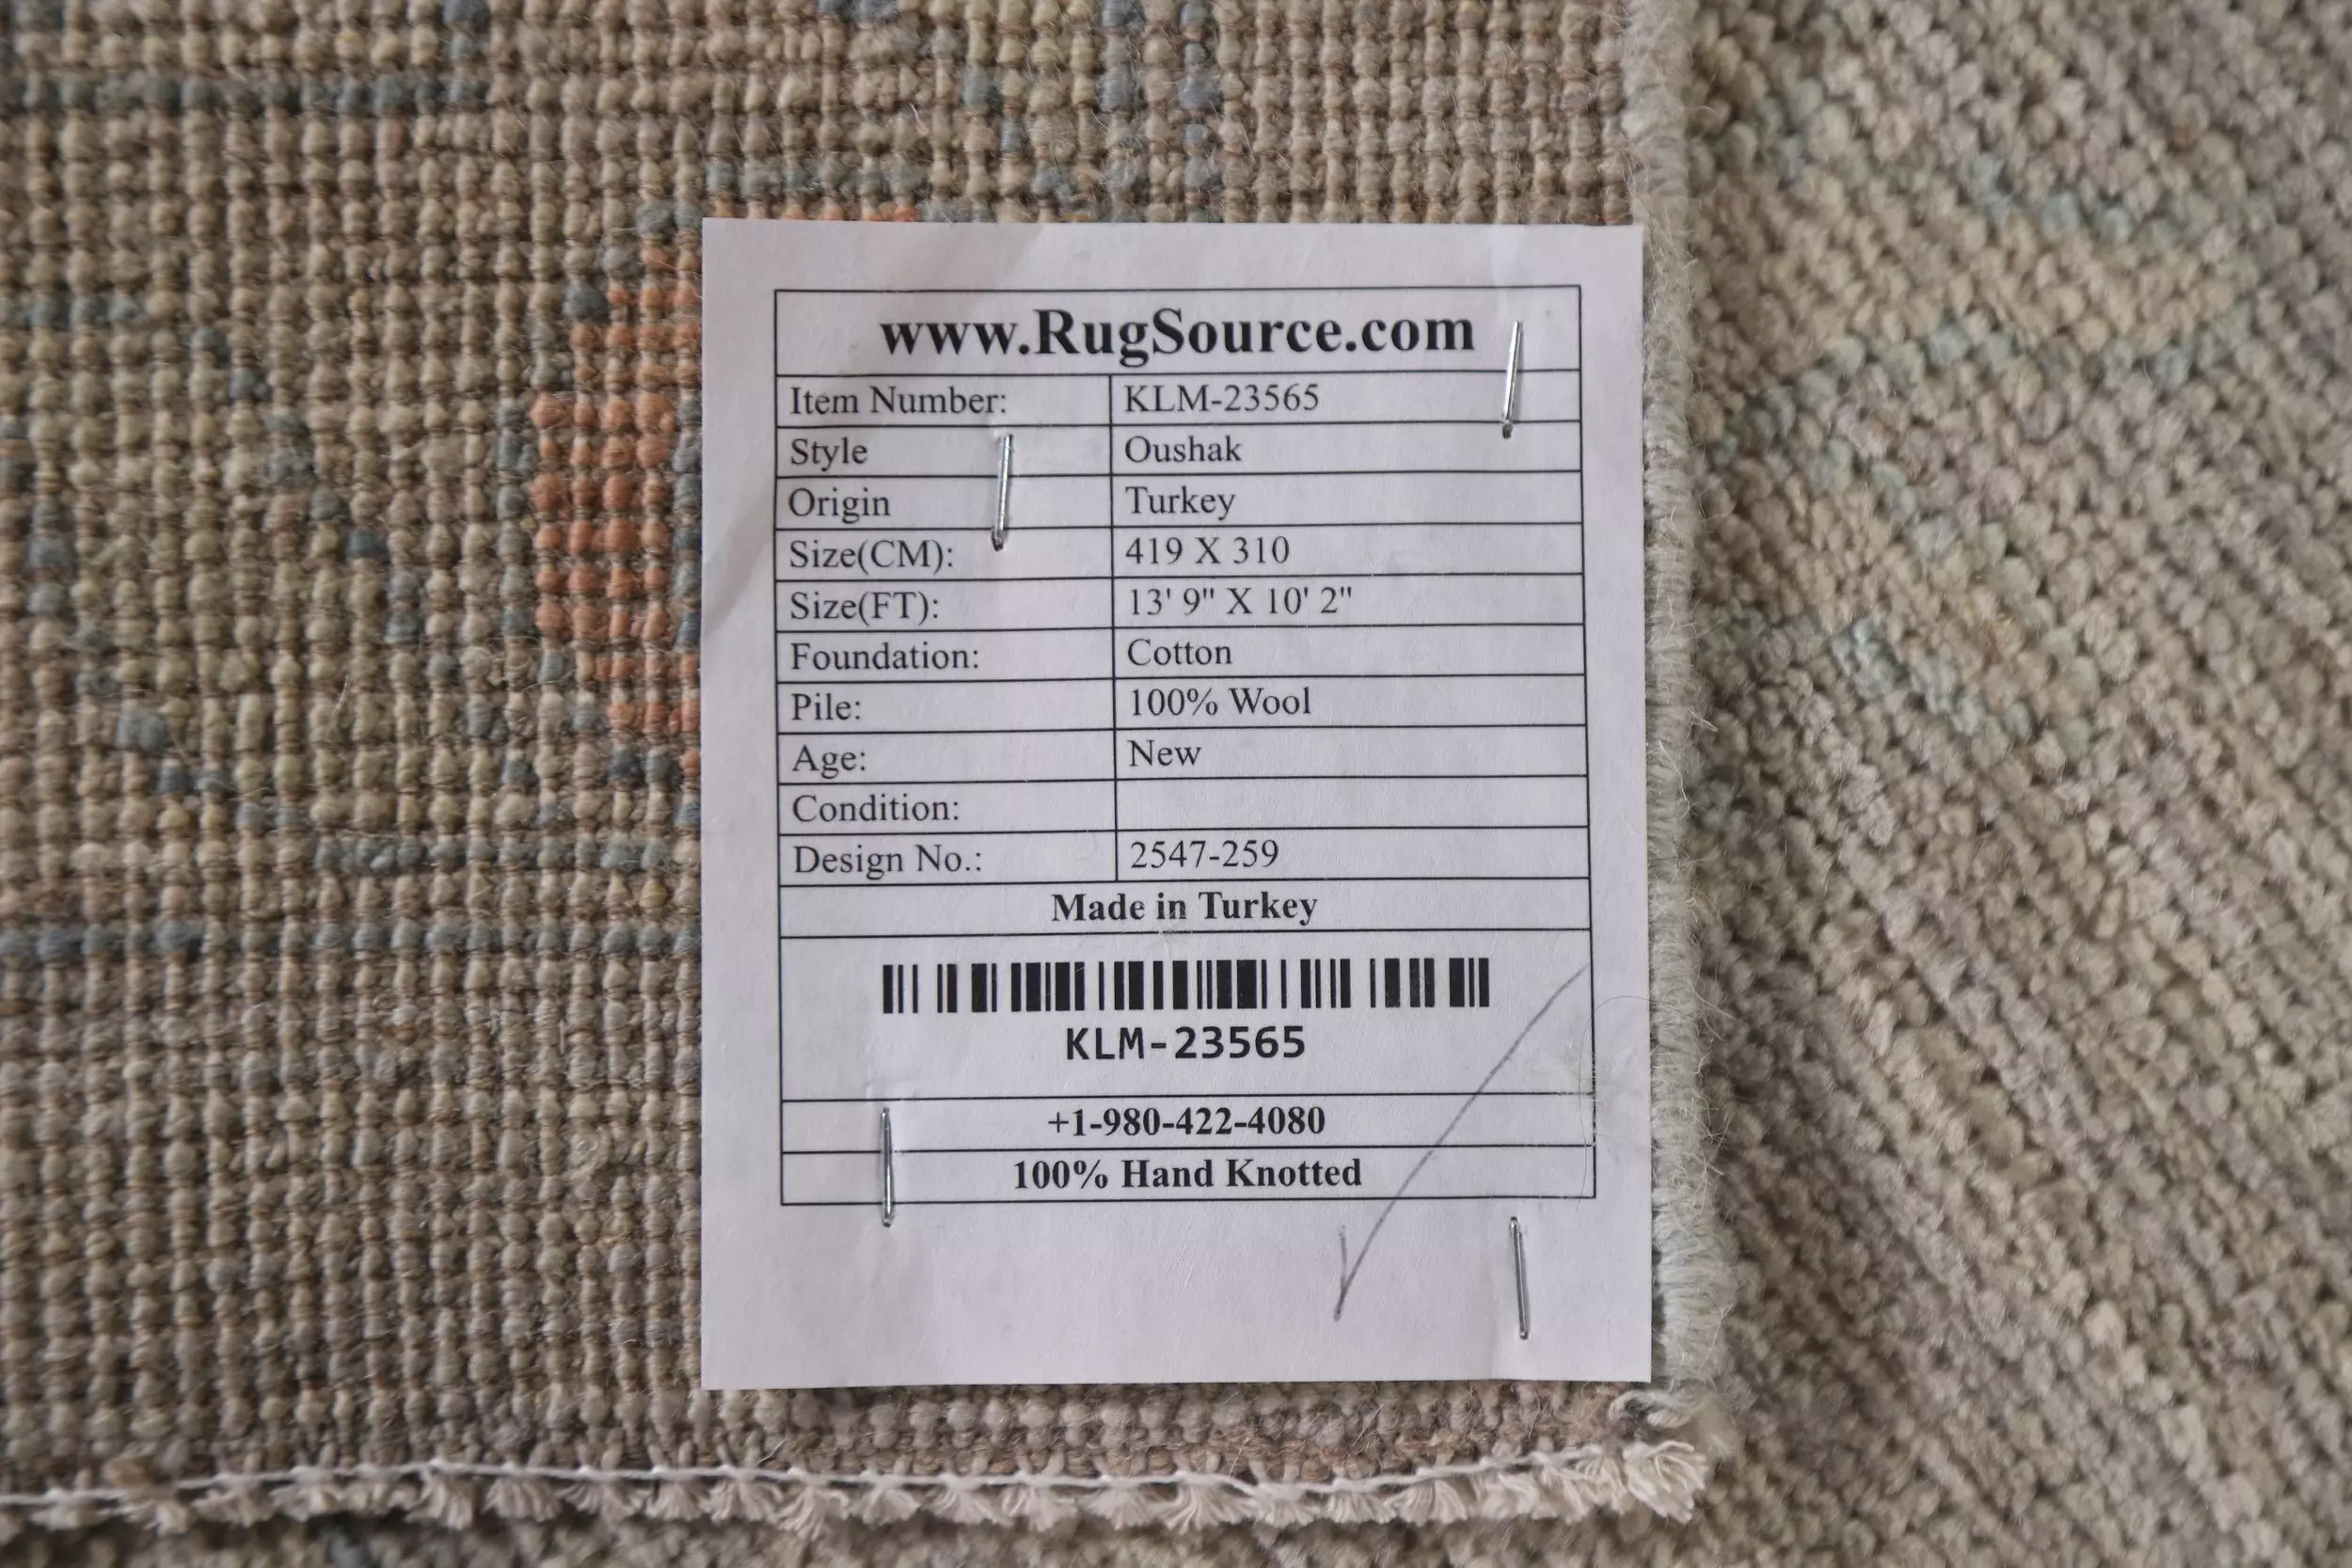 www.RugSource.com
Item Number: KLM-23565
Style Oushak
Origin Turkey
Size(CM): 419 X 310
Size(FT): 13' 9" X 10' 2"
Foundation: Cotton
Pile: 100% Wool
Age: New
Condition:
Design No.: 2547-259
Made in Turkey
KLM-23565
+1-980-422-4080
100% Hand Knotted